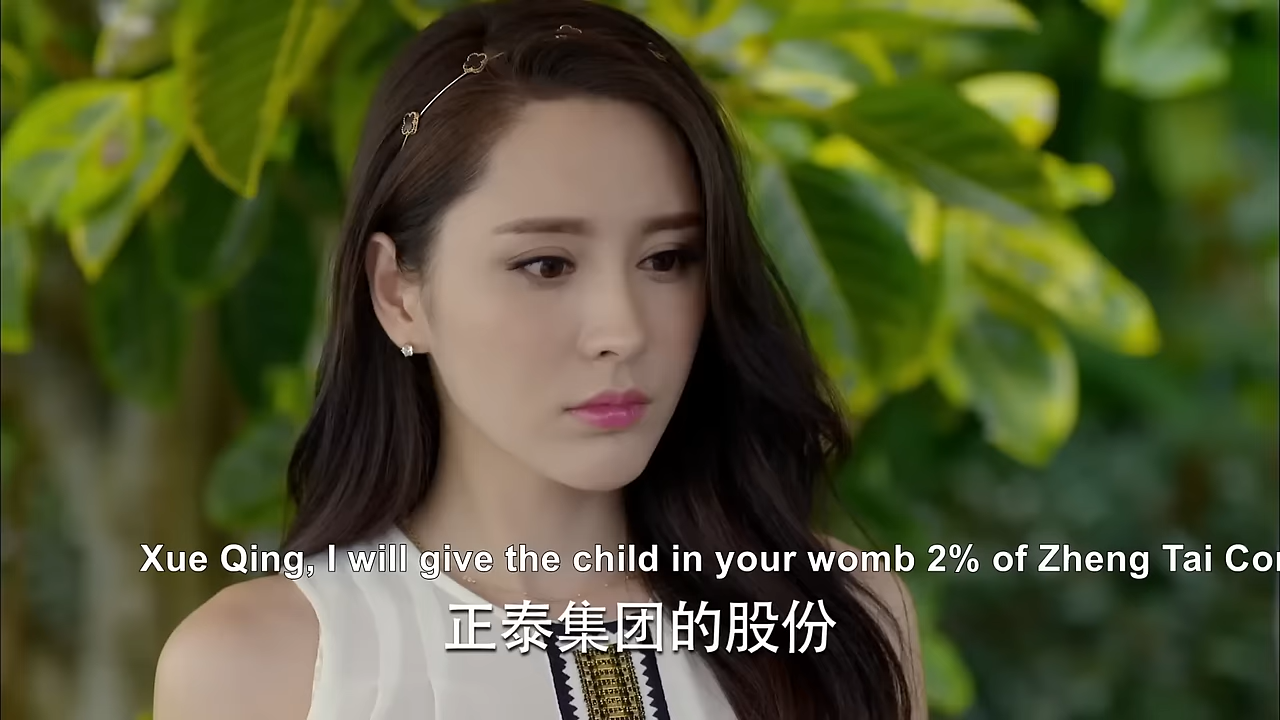 Xue Qing, I will give the child in your womb 2% of Zheng Tai
正泰集团的股份